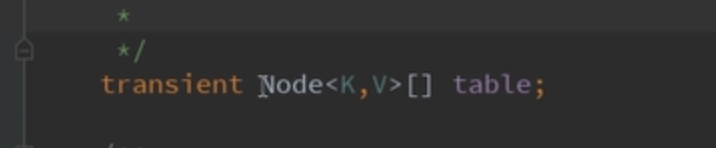 *
*/
transient Node<K,V>[] table;